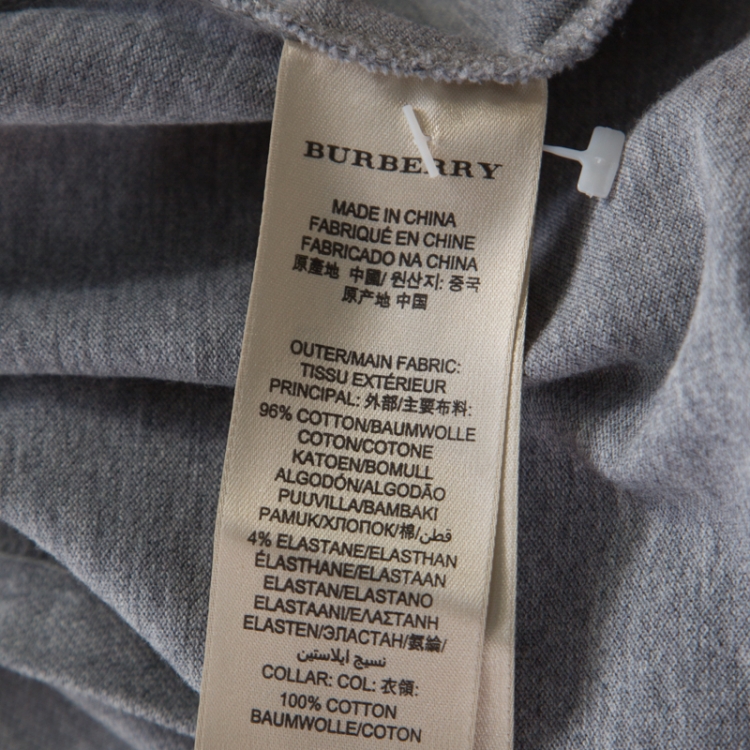 BURBERRY
MADE IN CHINA
FABRIQUÉ EN CHINE
FABRICADO NA CHINA
原產地 中國/ 원산지: 중국
原产地 中国
OUTER/MAIN FABRIC:
TISSU EXTÉRIEUR
PRINCIPAL: 外部/主要布料:
96% COTTON/BAUMWOLLE
COTON/COTONE
KATOEN/BOMULL
ALGODÓN/ALGODÃO
PUUVILLA/BAMBAKI
PAMUK/ХЛОПОК/棉/قطن
4% ELASTANE/ELASTHAN
ÉLASTHANE/ELASTAAN
ELASTAN/ELASTANO
ELASTAANI/ΕΛΑΣΤΑΝΗ
ELASTEN/ЭЛАСТАН/氨綸/
نسيج ايلاستين
COLLAR: COL: 衣領:
100% COTTON
BAUMWOLLE/COTON